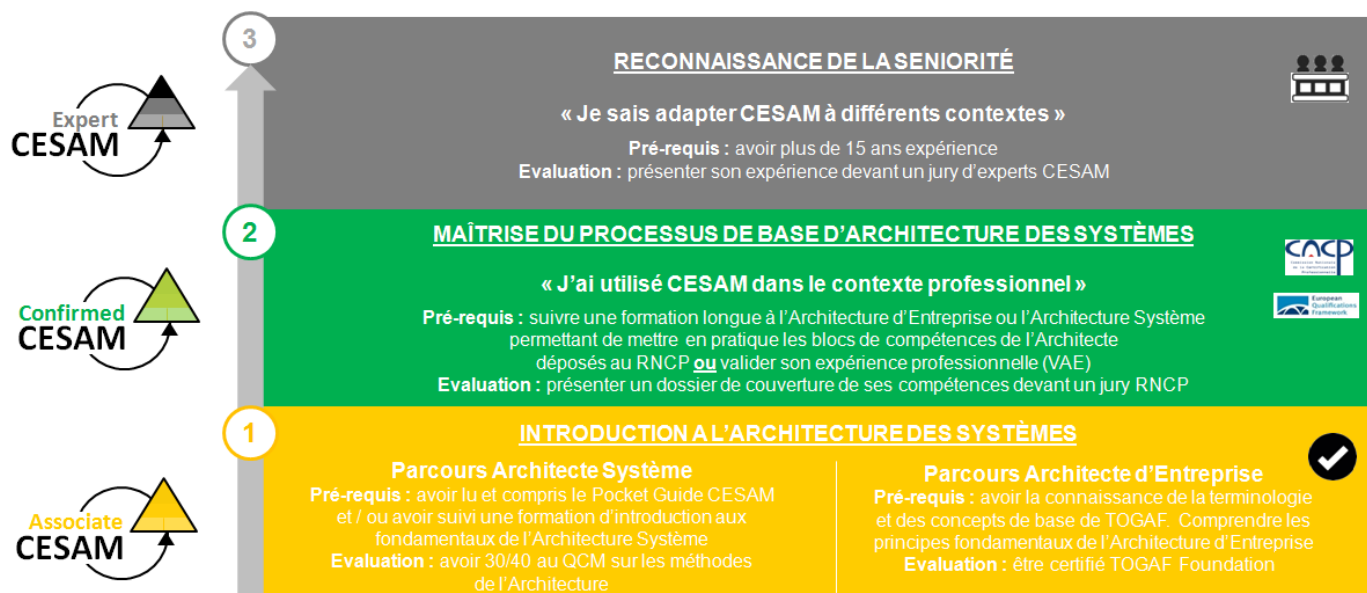 3
RECONNAISSANCE DE LA SENIORITÉ
« Je sais adapter CESAM à différents contextes »
Pré-requis : avoir plus de 15 ans expérience
Evaluation : présenter son expérience devant un jury d’experts CESAM
Expert
CESAM
2
MAÎTRISE DU PROCESSUS DE BASE D’ARCHITECTURE DES SYSTÈMES
« J’ai utilisé CESAM dans le contexte professionnel »
Pré-requis : suivre une formation longue à l’Architecture d’Entreprise ou l’Architecture Système
permettant de mettre en pratique les blocs de compétences de l’Architecte
déposés au RNCP ou valider son expérience professionnelle (VAE)
Evaluation : présenter un dossier de couverture de ses compétences devant un jury RNCP
CNCP
European
Qualifications
Framework
Confirmed
CESAM
1
INTRODUCTION A L’ARCHITECTURE DES SYSTÈMES
Parcours Architecte Système
Pré-requis : avoir lu et compris le Pocket Guide CESAM
et / ou avoir suivi une formation d’introduction aux
fondamentaux de l’Architecture Système
Evaluation : avoir 30/40 au QCM sur les méthodes
de l’Architecture
Parcours Architecte d’Entreprise
Pré-requis : avoir la connaissance de la terminologie
et des concepts de base de TOGAF. Comprendre les
principes fondamentaux de l’Architecture d’Entreprise
Evaluation : être certifié TOGAF Foundation
Associate
CESAM